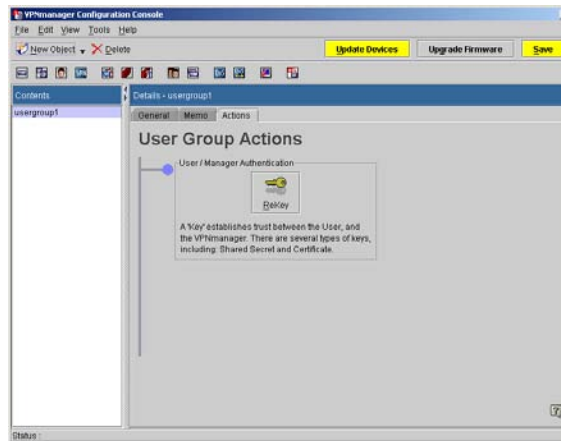 VPNmanager Configuration Console
File Edit View Tools Help
New Object Delete Update Devices Upgrade Firmware Save
Contents Details - usergroup1
usergroup1
General Memo Actions
User Group Actions
User / Manager Authentication
ReKey
A 'Key' establishes trust between the User, and
the VPNmanager. There are several types of keys,
including: Shared Secret and Certificate.
Status :